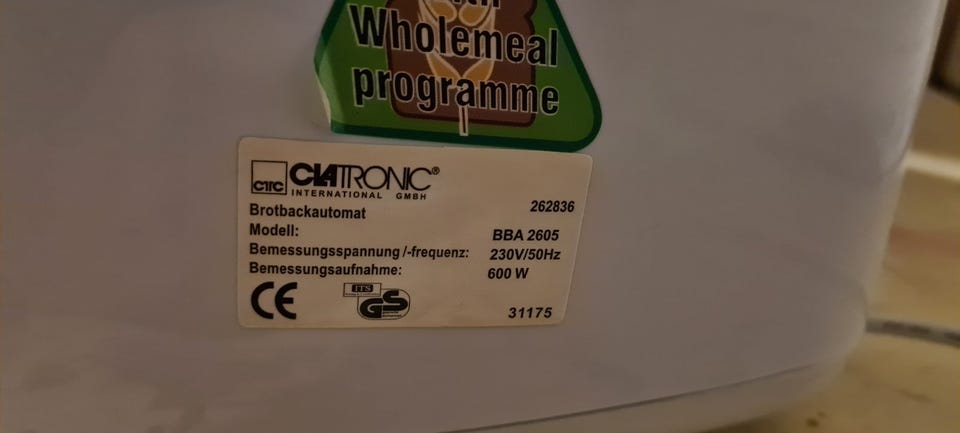 Wholemeal
programme
CTC CLATRONIC®
INTERNATIONAL GMBH
Brotbackautomat 262836
Modell: BBA 2605
Bemessungsspannung/-frequenz: 230V/50Hz
Bemessungsaufnahme: 600 W
CE ITS GS
31175